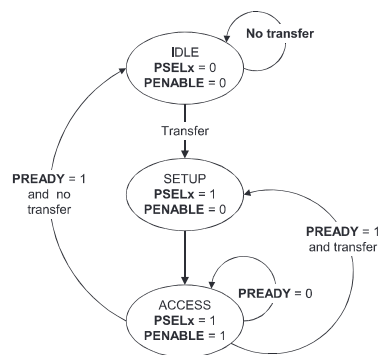 No transfer
IDLE
PSELx = 0
PENABLE = 0
Transfer
SETUP
PSELx = 1
PENABLE = 0
PREADY = 1
and no
transfer
PREADY = 1
and transfer
ACCESS
PSELx = 1
PENABLE = 1
PREADY = 0